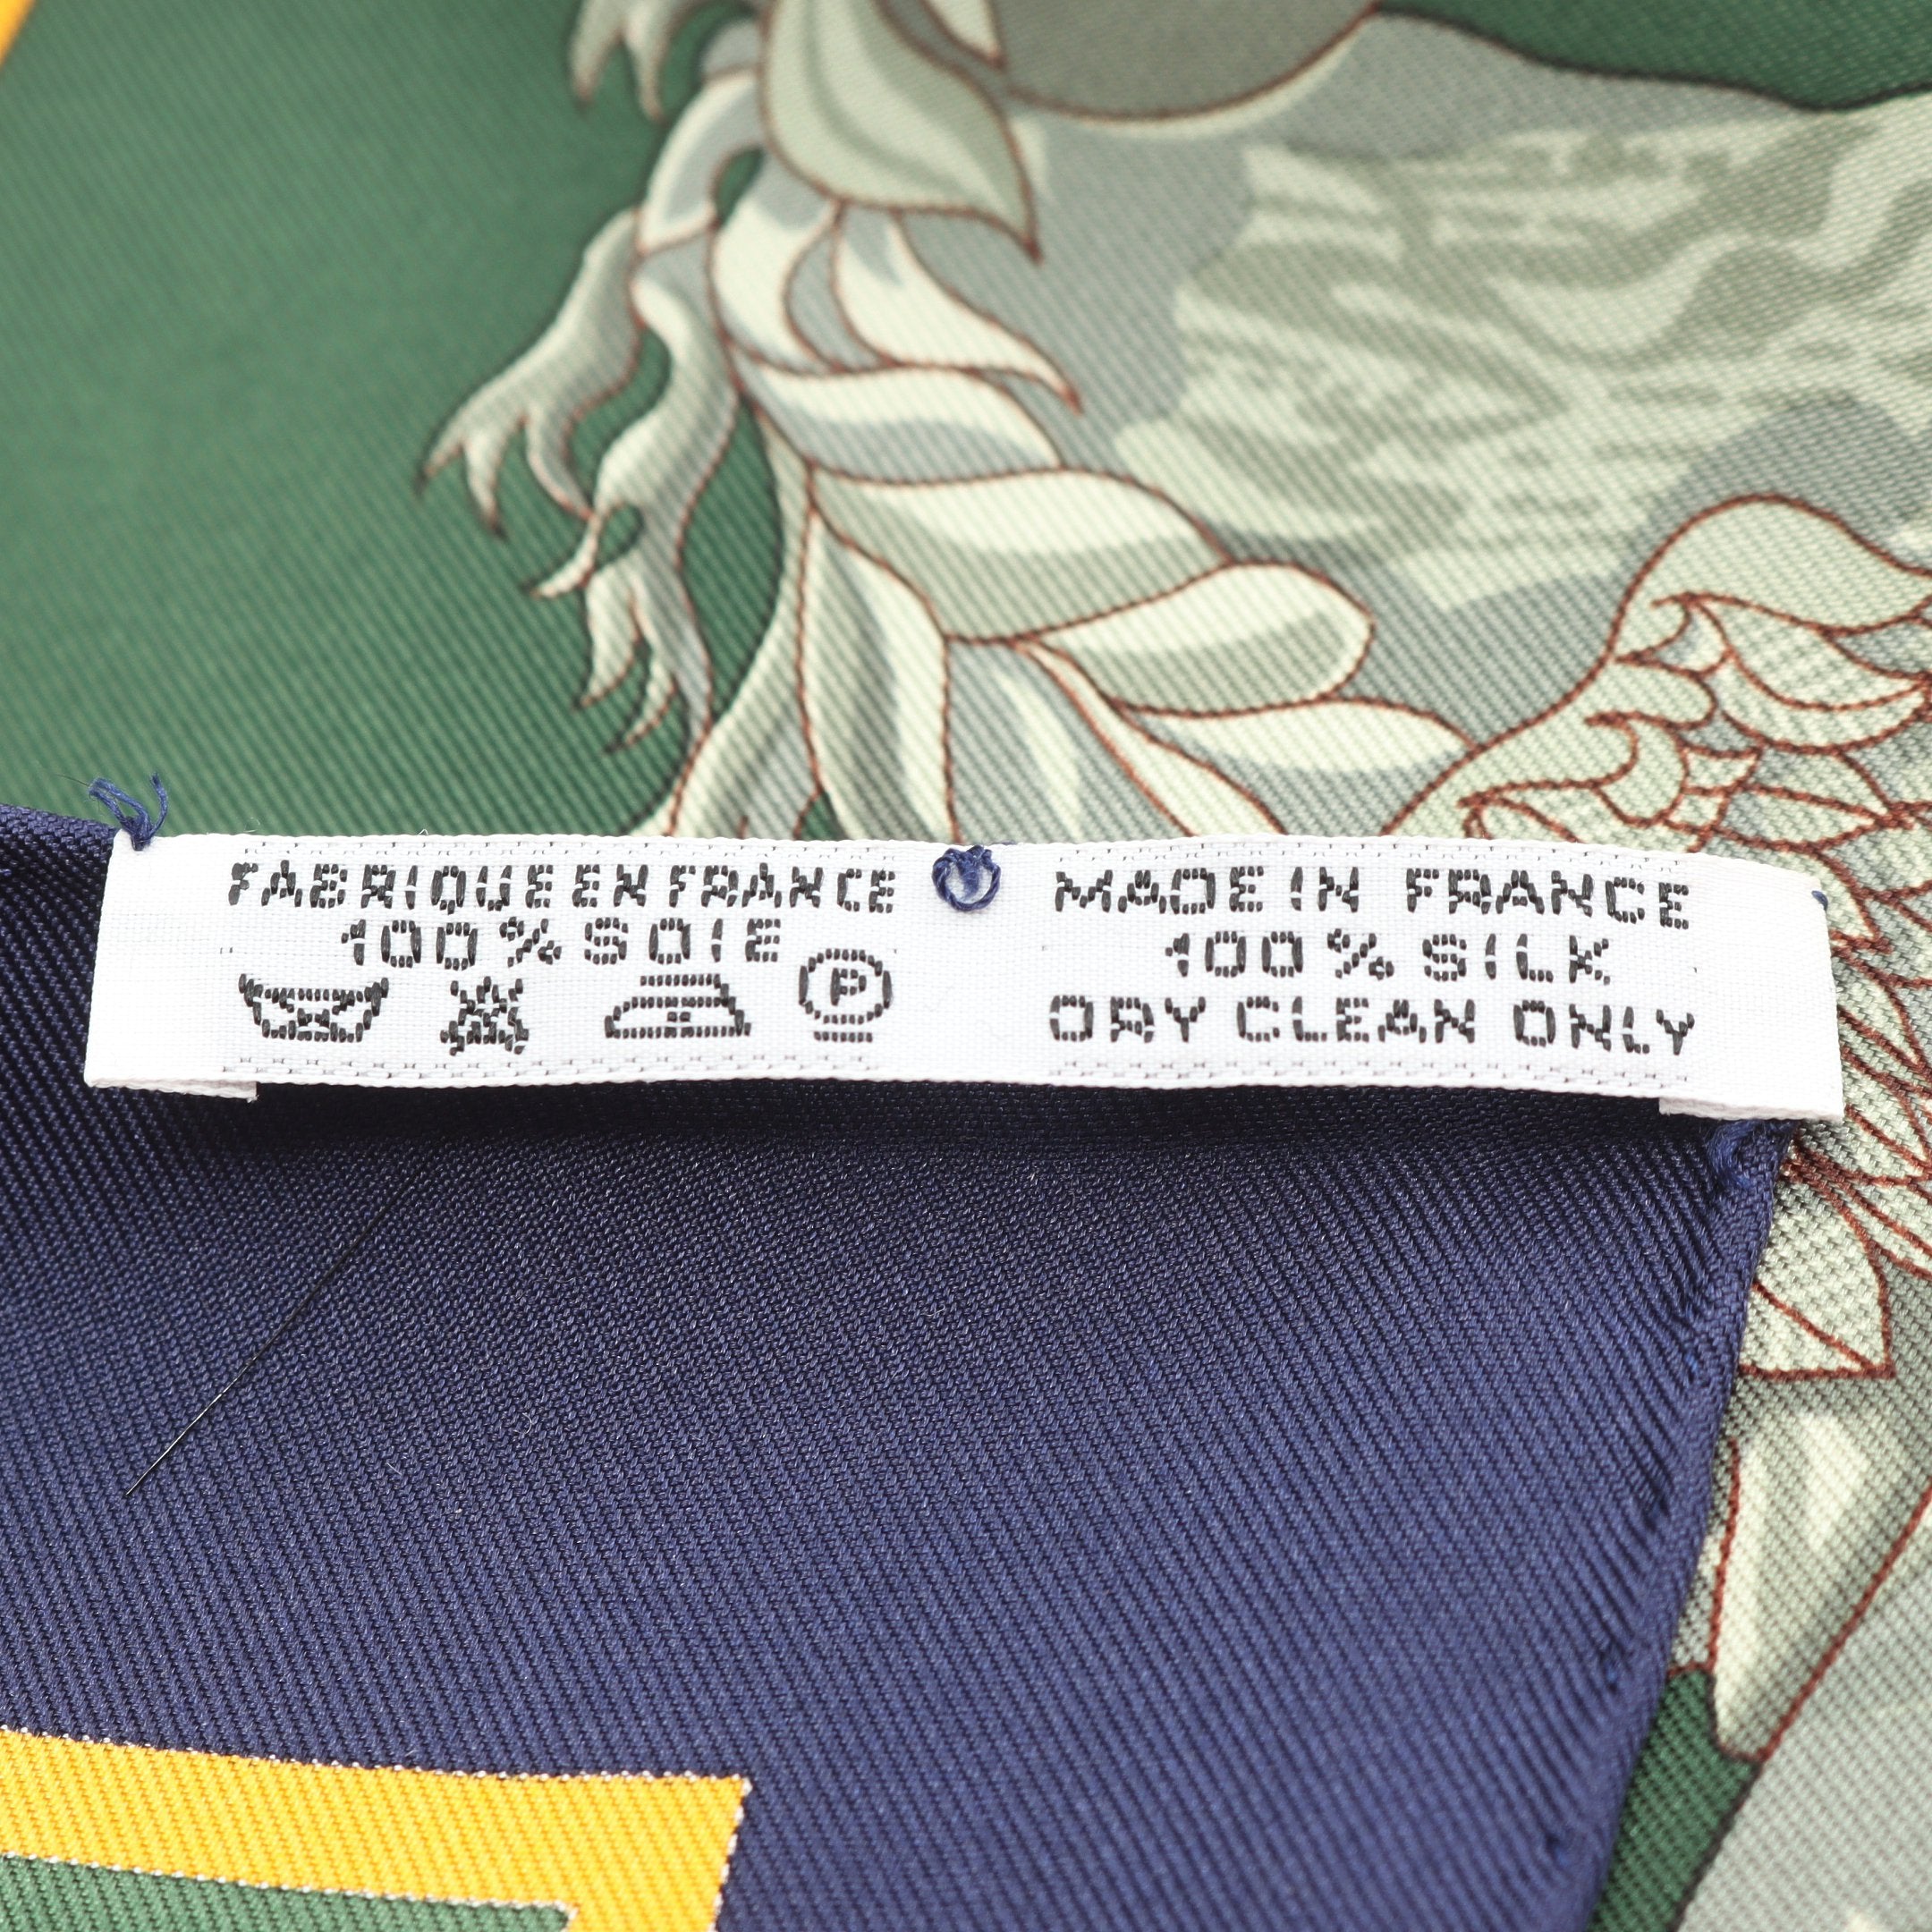 FABRIQUE EN FRANCE
100% SOIE
P
MADE IN FRANCE
100% SILK
DRY CLEAN ONLY